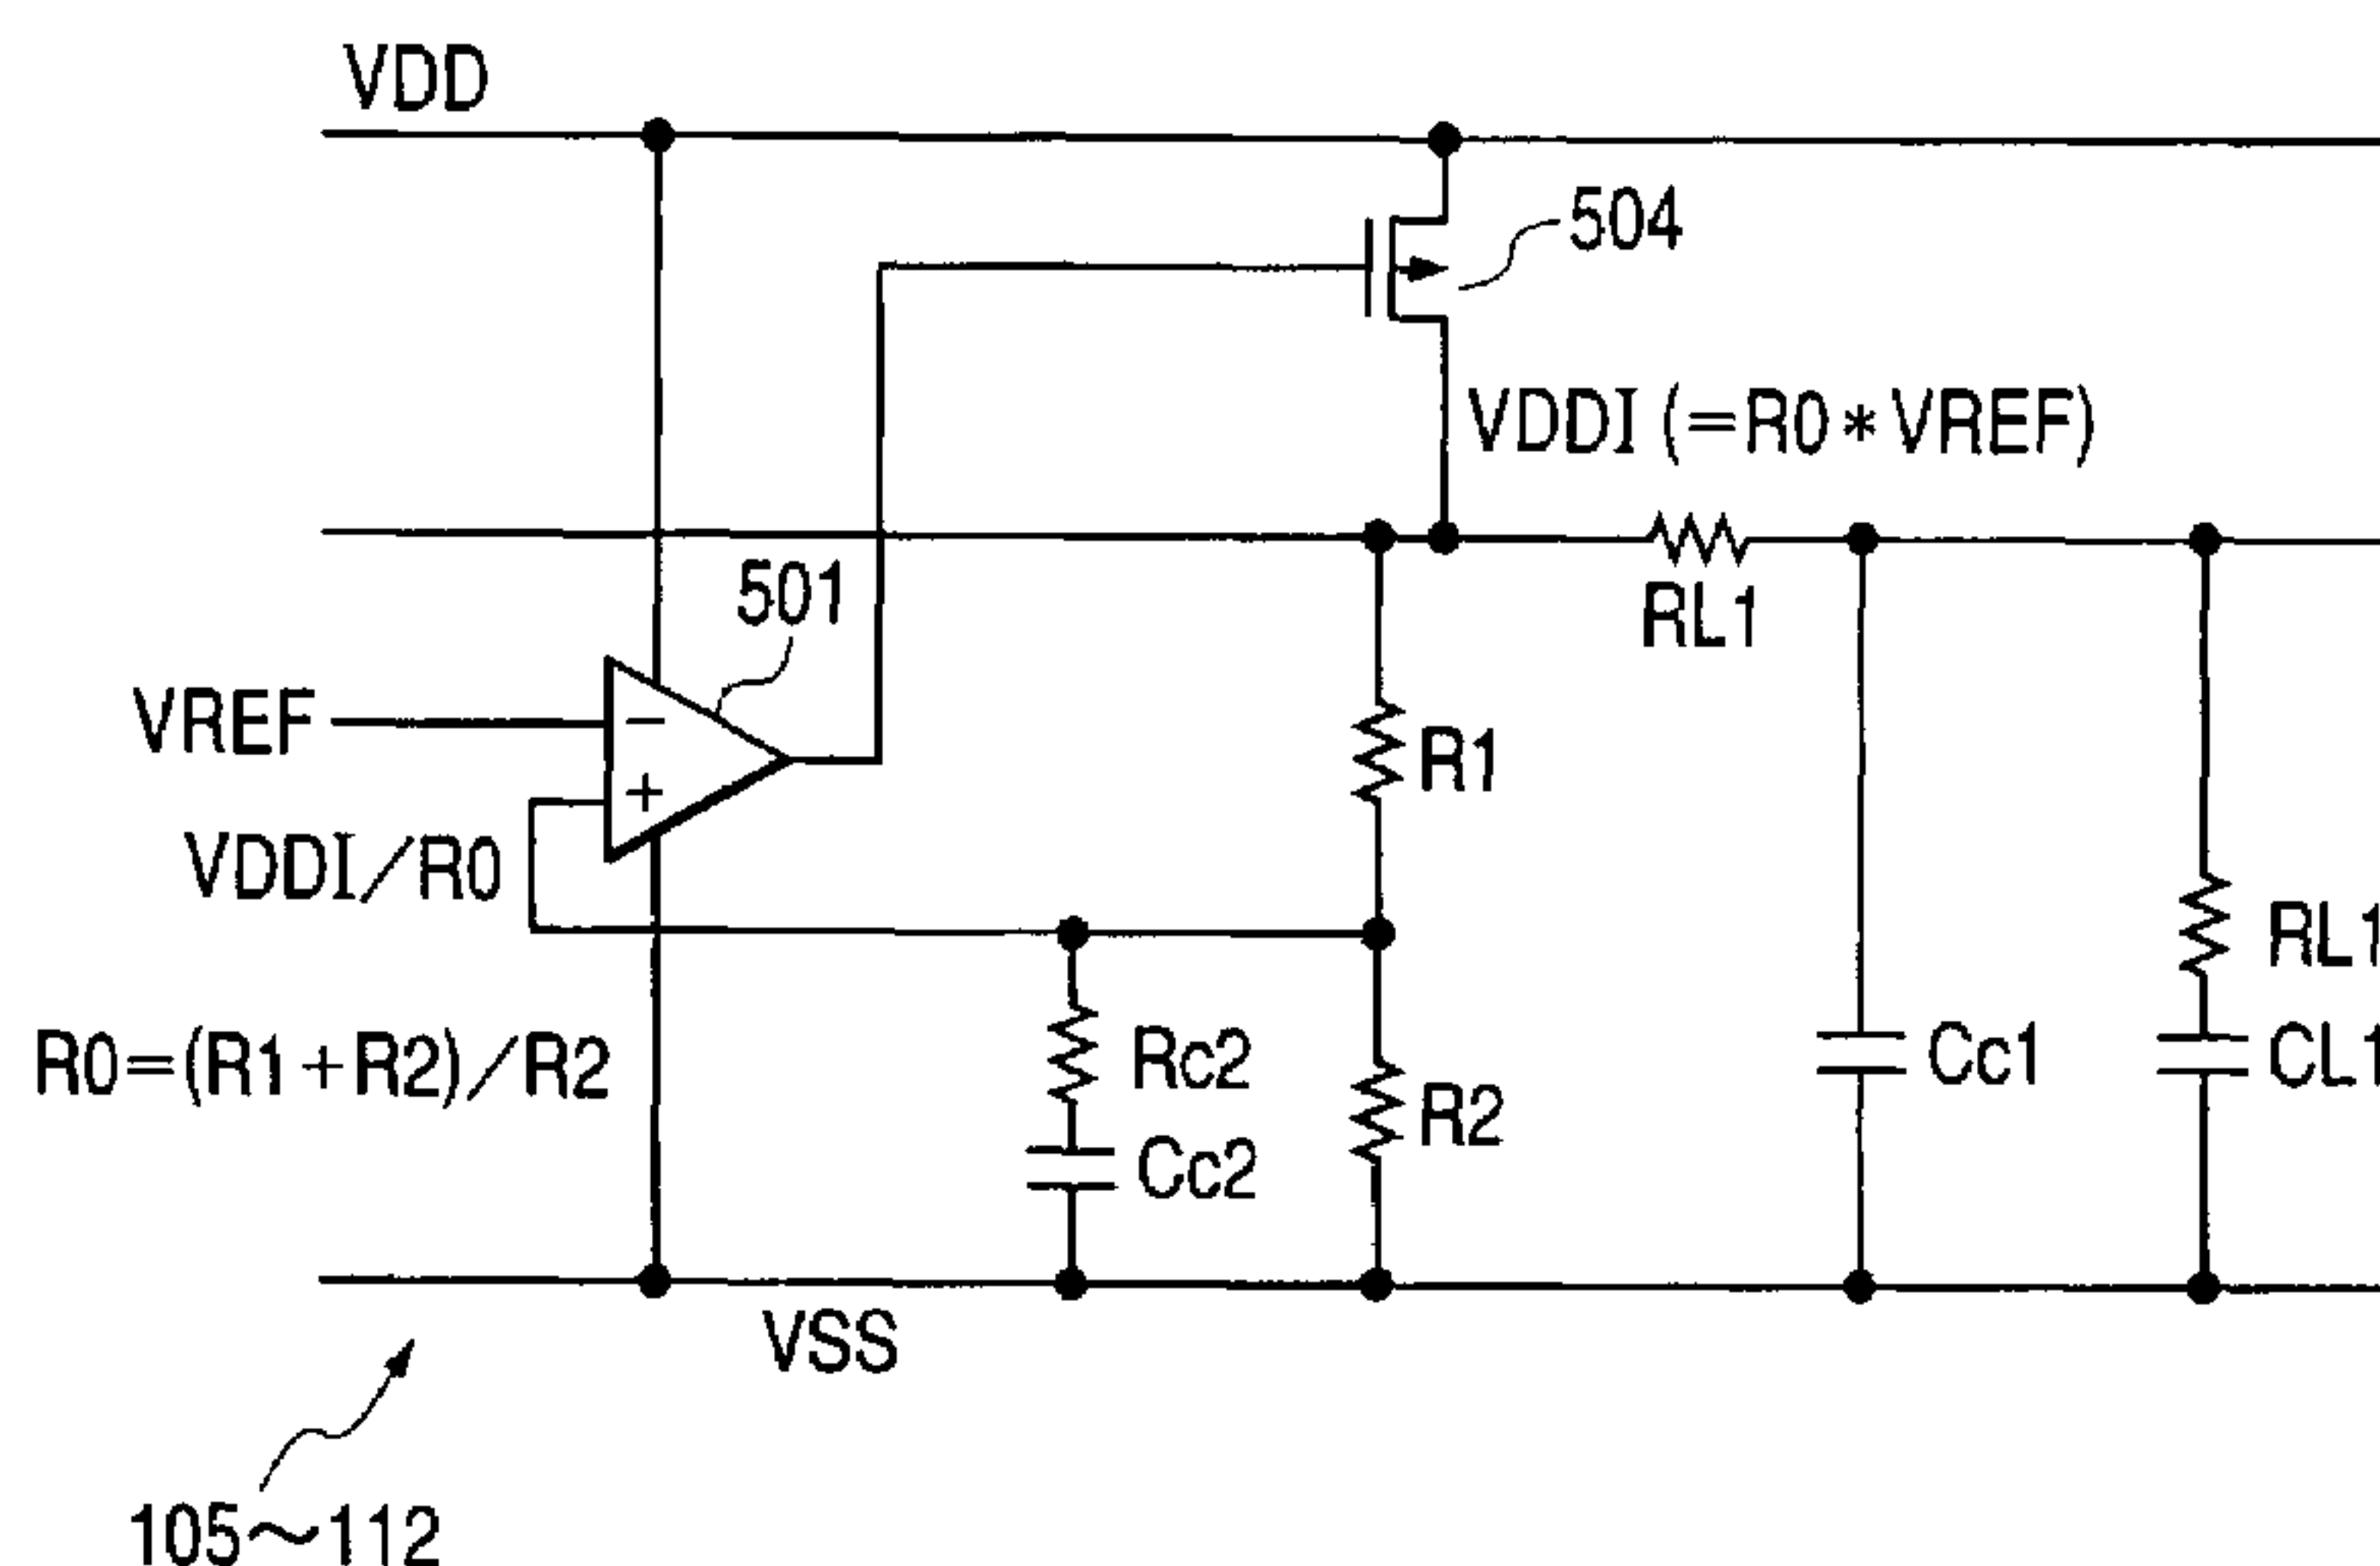 VDD
504
VDDI (=R0*VREF)
501
RL1
VREF
R1
VDDI/R0
RL1
R0=(R1+R2)/R2
Rc2
Cc1
CL1
R2
Cc2
VSS
105~112